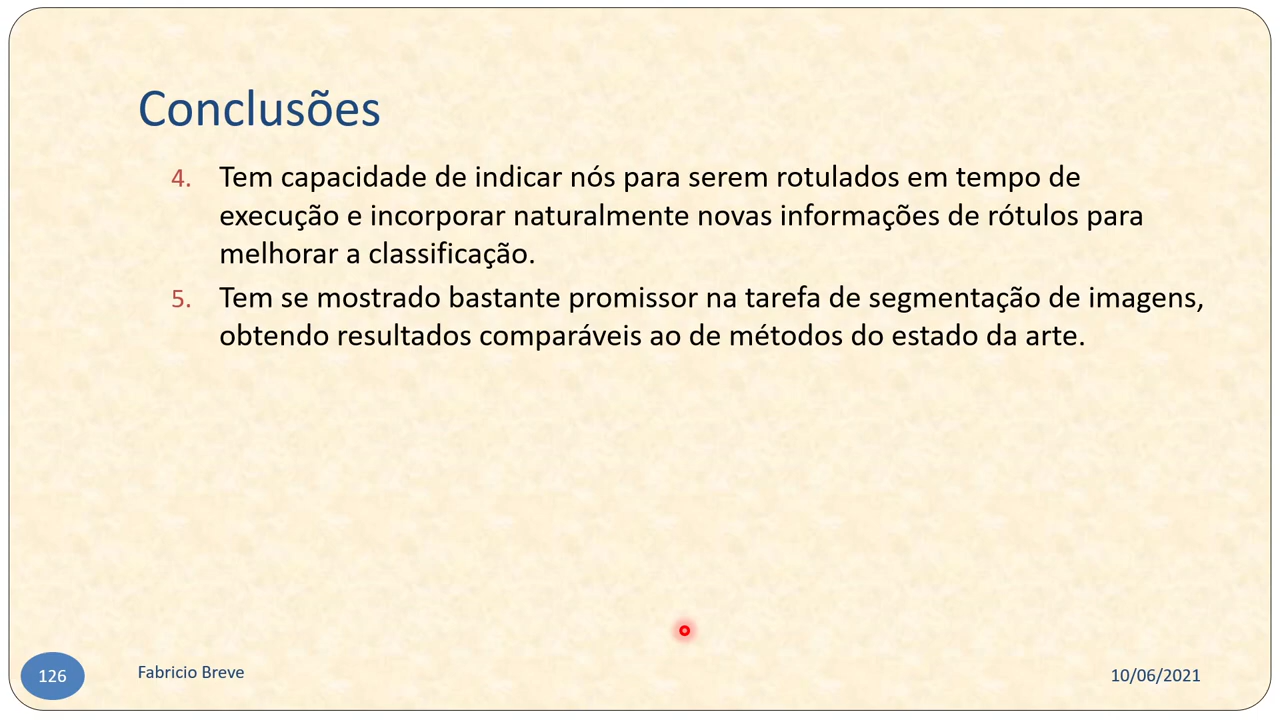 Conclusões
4. Tem capacidade de indicar nós para serem rotulados em tempo de
execução e incorporar naturalmente novas informações de rótulos para
melhorar a classificação.
5. Tem se mostrado bastante promissor na tarefa de segmentação de imagens,
obtendo resultados comparáveis ao de métodos do estado da arte.
126
Fabricio Breve
10/06/2021